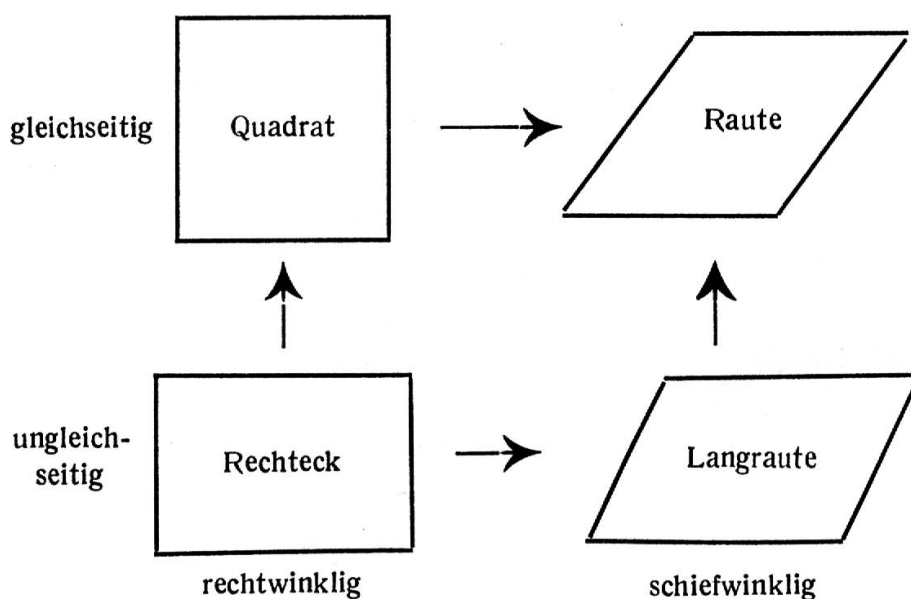 gleichseitig
Quadrat
Raute
ungleich-
seitig
Rechteck
Langraute
rechtwinklig
schiefwinklig